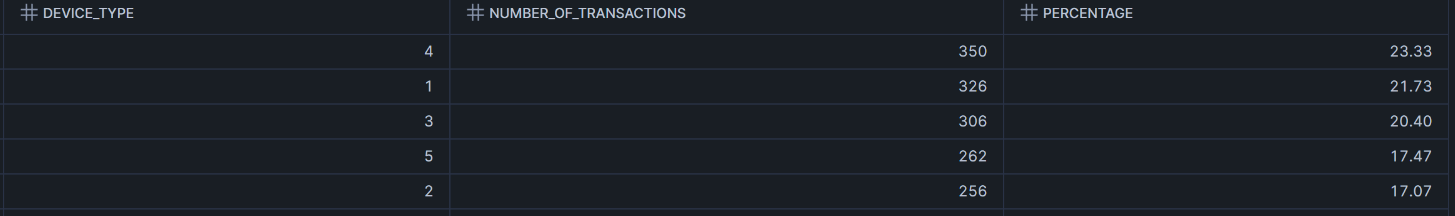 DEVICE_TYPE NUMBER_OF_TRANSACTIONS PERCENTAGE
4 350 23.33
1 326 21.73
3 306 20.40
5 262 17.47
2 256 17.07